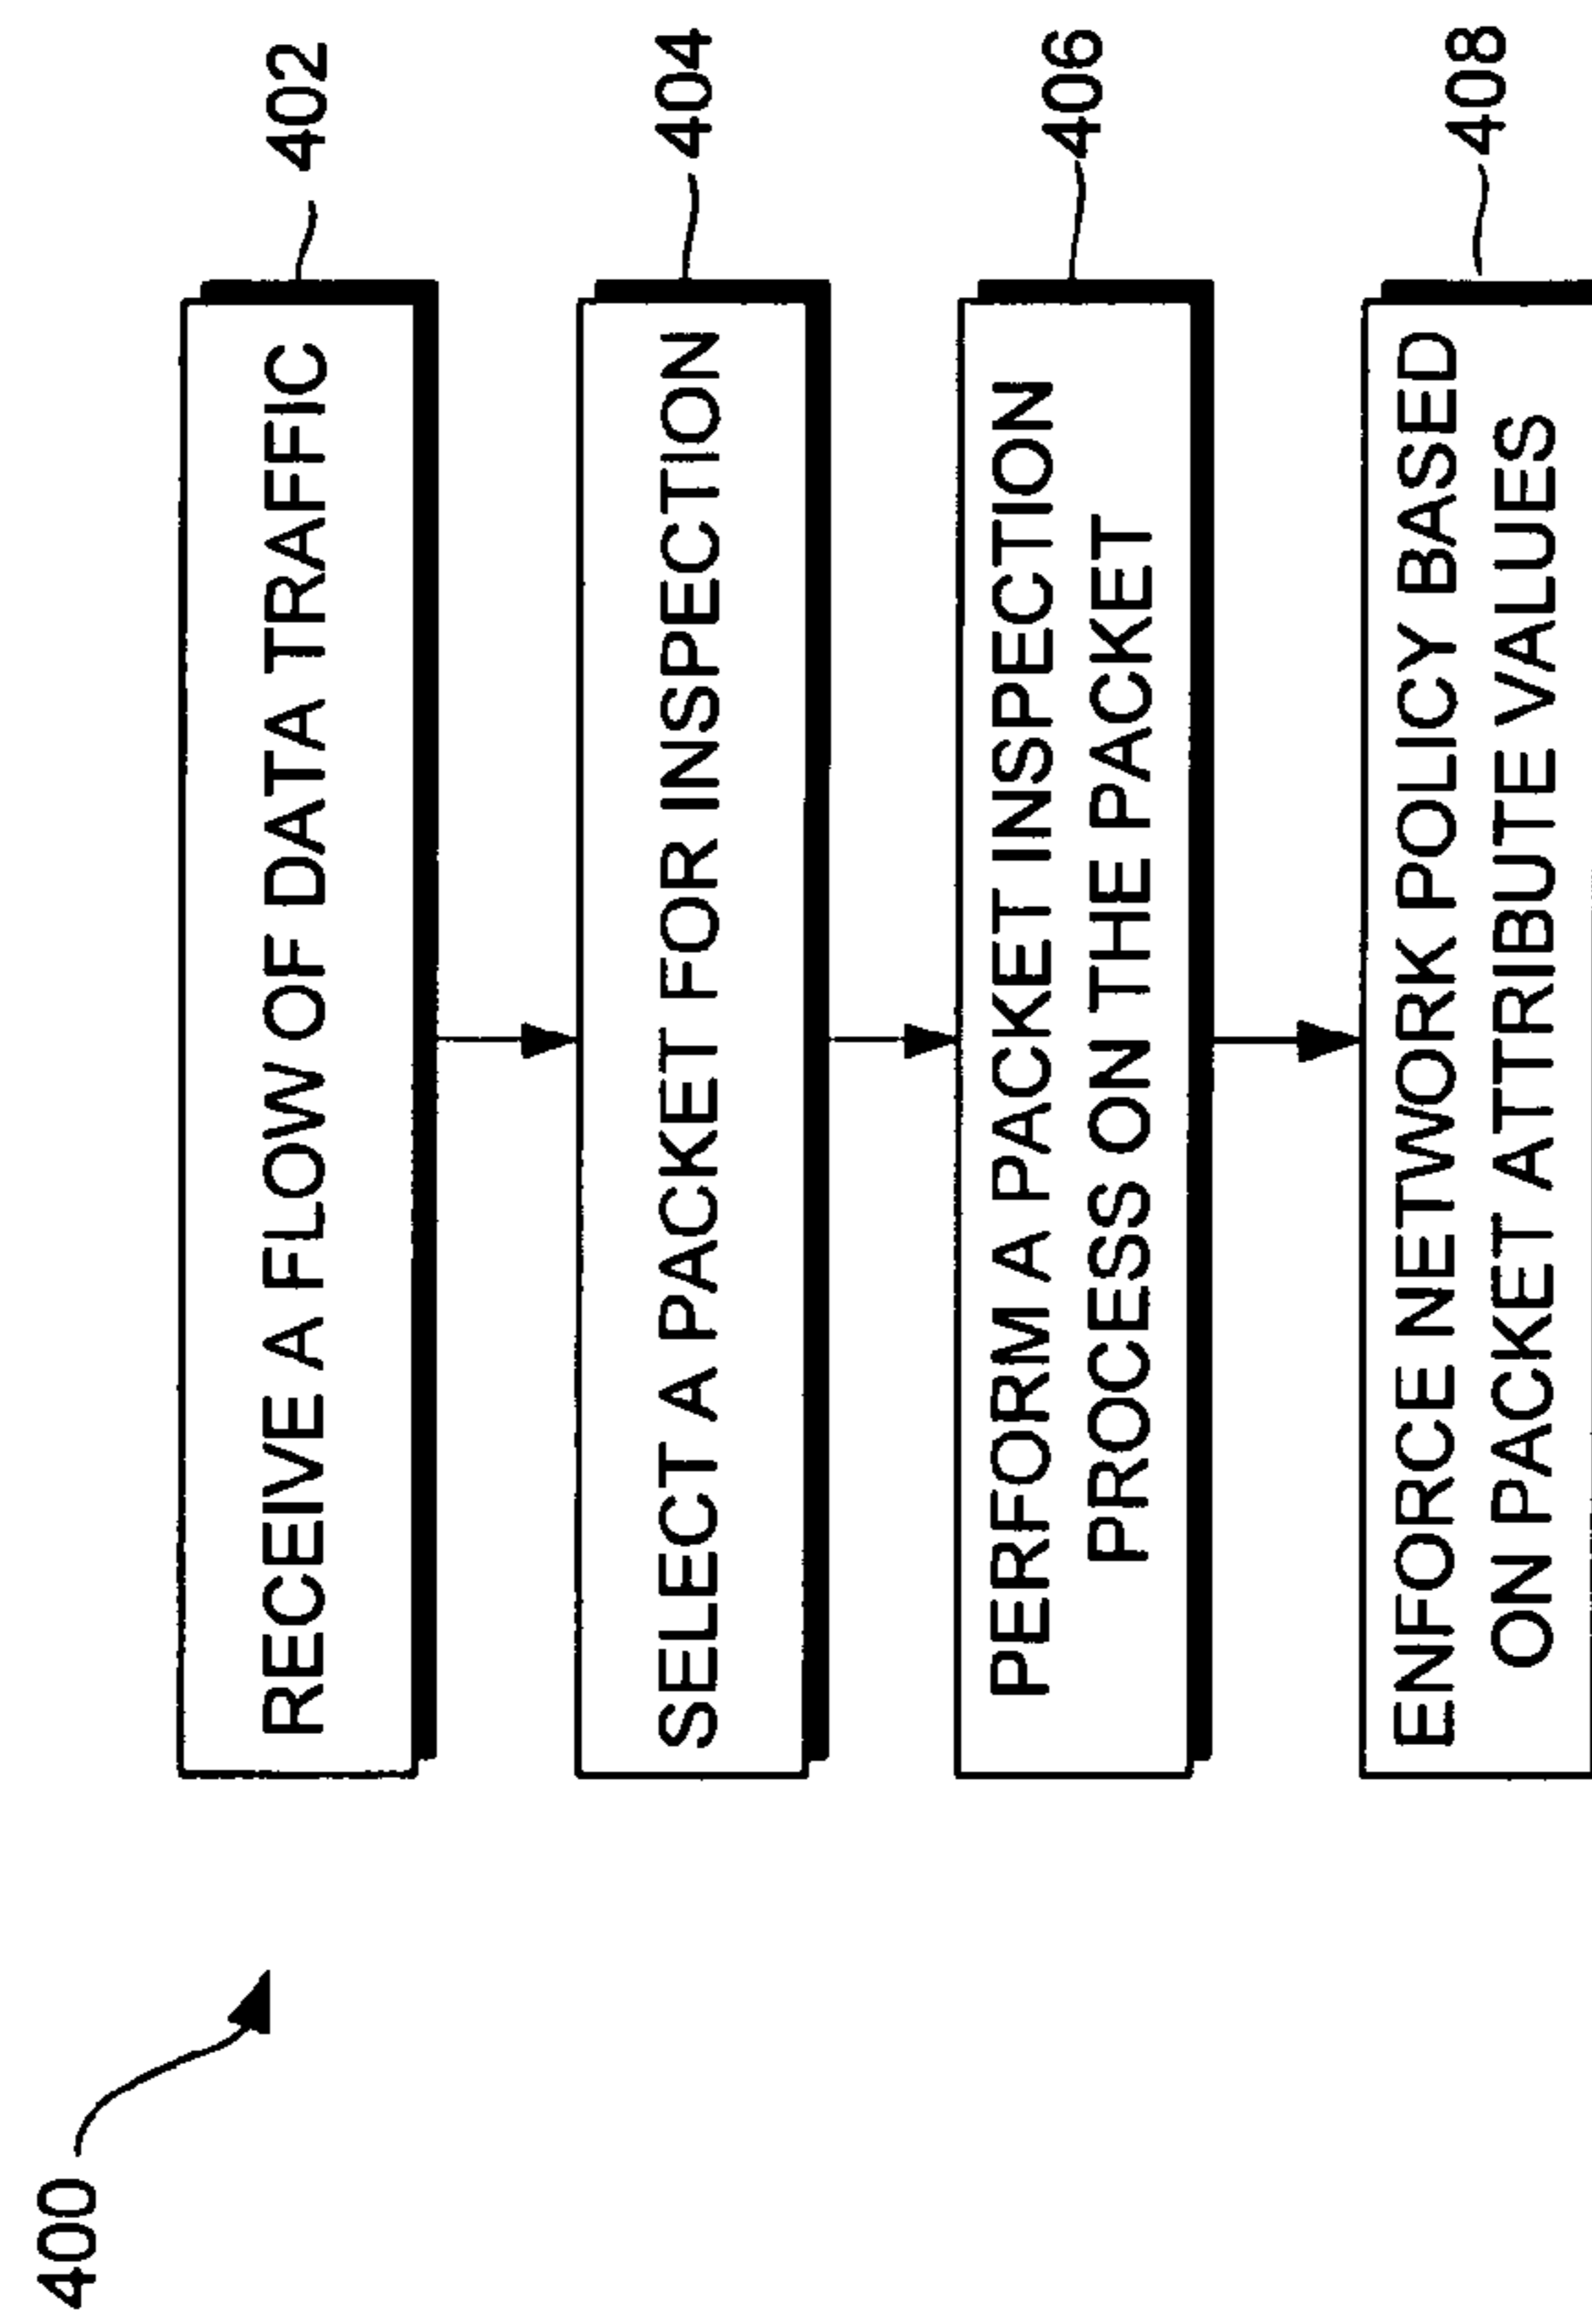 400
RECEIVE A FLOW OF DATA TRAFFIC
402
SELECT A PACKET FOR INSPECTION
404
PERFORM A PACKET INSPECTION
PROCESS ON THE PACKET
406
ENFORCE NETWORK POLICY BASED
ON PACKET ATTRIBUTE VALUES
408